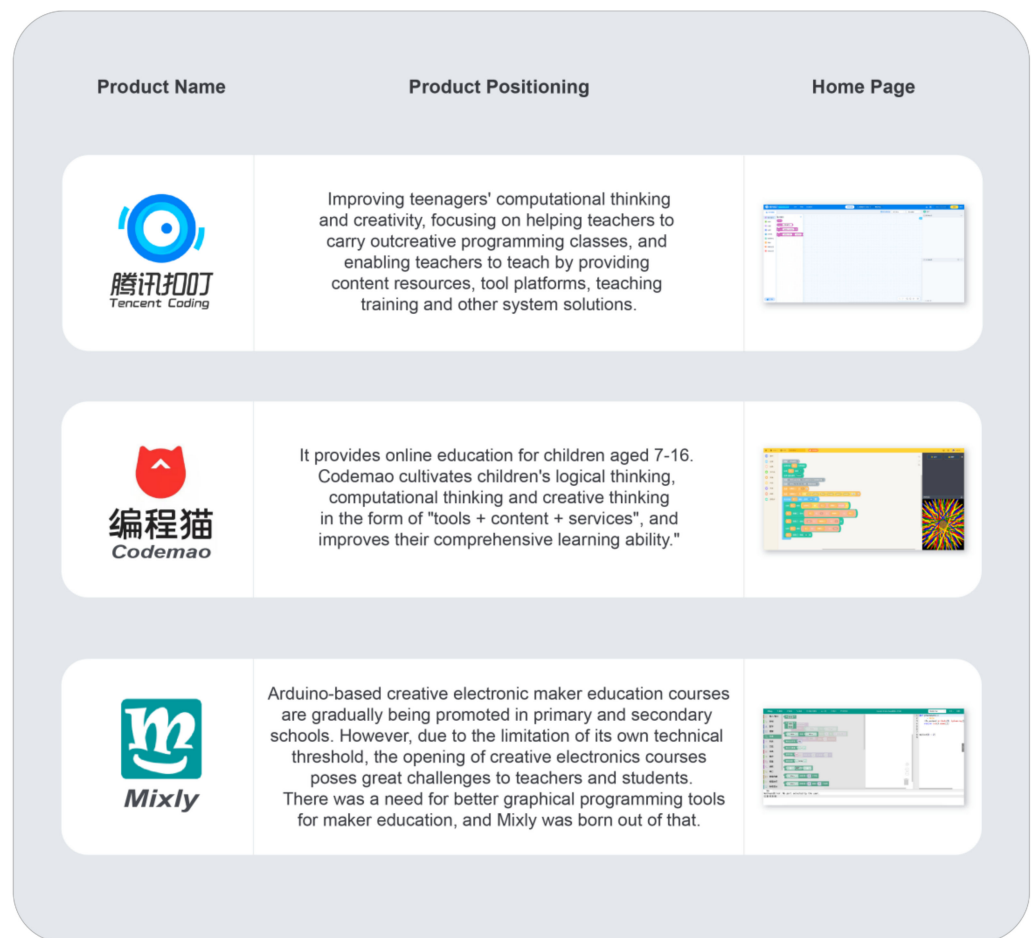 Product Name
Product Positioning
Home Page
腾讯扣叮
Tencent Coding
Improving teenagers' computational thinking
and creativity, focusing on helping teachers to
carry outcreative programming classes, and
enabling teachers to teach by providing
content resources, tool platforms, teaching
training and other system solutions.
编程猫
Codemao
It provides online education for children aged 7-16.
Codemao cultivates children's logical thinking,
computational thinking and creative thinking
in the form of "tools + content + services", and
improves their comprehensive learning ability."
Mixly
Arduino-based creative electronic maker education courses
are gradually being promoted in primary and secondary
schools. However, due to the limitation of its own technical
threshold, the opening of creative electronics courses
poses great challenges to teachers and students.
There was a need for better graphical programming tools
for maker education, and Mixly was born out of that.